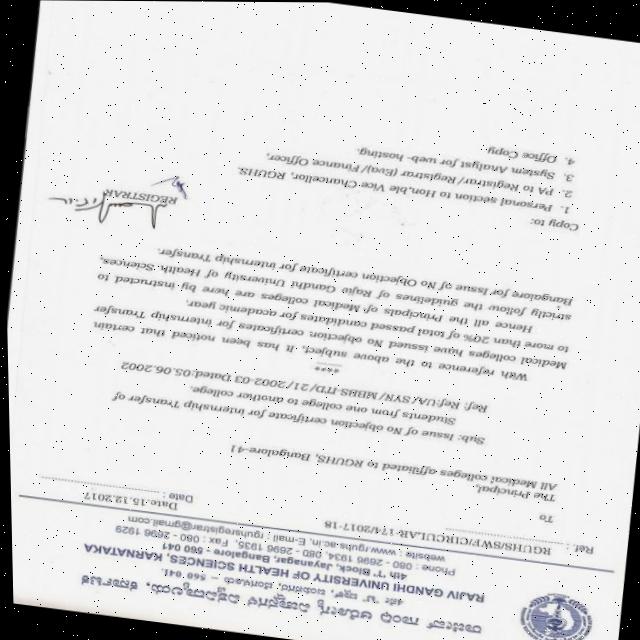 ರಾಜೀವ್ ಗಾಂಧಿ ಆರೋಗ್ಯ ವಿಜ್ಞಾನಗಳ ವಿಶ್ವವಿದ್ಯಾಲಯ, ಕರ್ನಾಟಕ
RAJIV GANDHI UNIVERSITY OF HEALTH SCIENCES, KARNATAKA
4th 'T' Block, Jayanagar, Bangalore - 560 041
Phone : 080 - 2696 1934, 080 - 2696 1935, Fax : 080 - 2696 1929
website : www.rguhs.ac.in, E-mail : rguhsregistrar@gmail.com
Ref. : RGUHS/SW/CIRCULAR-174/2017-18
Date-15.12.2017
Date :
To
The Principal,
All Medical colleges affiliated to RGUHS, Bangalore-41
Sub: Issue of No objection certificate for internship Transfer of
Students from one college to another college.
Ref: Ref:UA/SYN/MBBS-ITD/21/2002-03 Dated:05.06.2002
****
With reference to the above subject, it has been noticed that certain
Medical colleges have issued No objection certificates for internship Transfer
to more than 20% of total passed candidates for academic year.
Hence all the Principals of Medical colleges are here by instructed to
strictly follow the guidelines of Rajiv Gandhi University of Health Sciences,
Bangalore for Issue of No Objection certificate for internship Transfer.
REGISTRAR
Copy to:
1. Personal section to Hon,ble Vice-Chancellor, RGUHS.
2. PA to Registrar/Registrar (Eva)/Finance Officer,
3. System Analyst for web- hosting.
4. Office Copy.